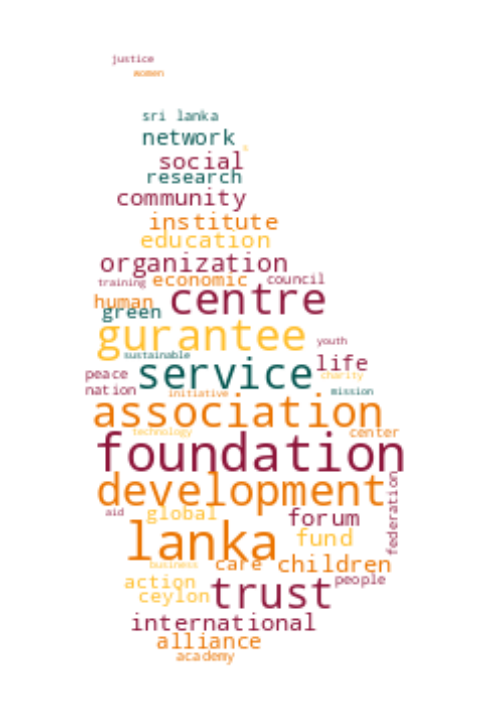 justice
women
sri lanka
network
social
research
community
institute
education
organization
training economic council
human
green
centre
gurantee
youth
sustainable
service life
peace
charity
nation
initiative
mission
association
technology
center
foundation
development
federation
aid global
forum
lanka fund
business care children
action
people
ceylon trust
international
alliance
academy